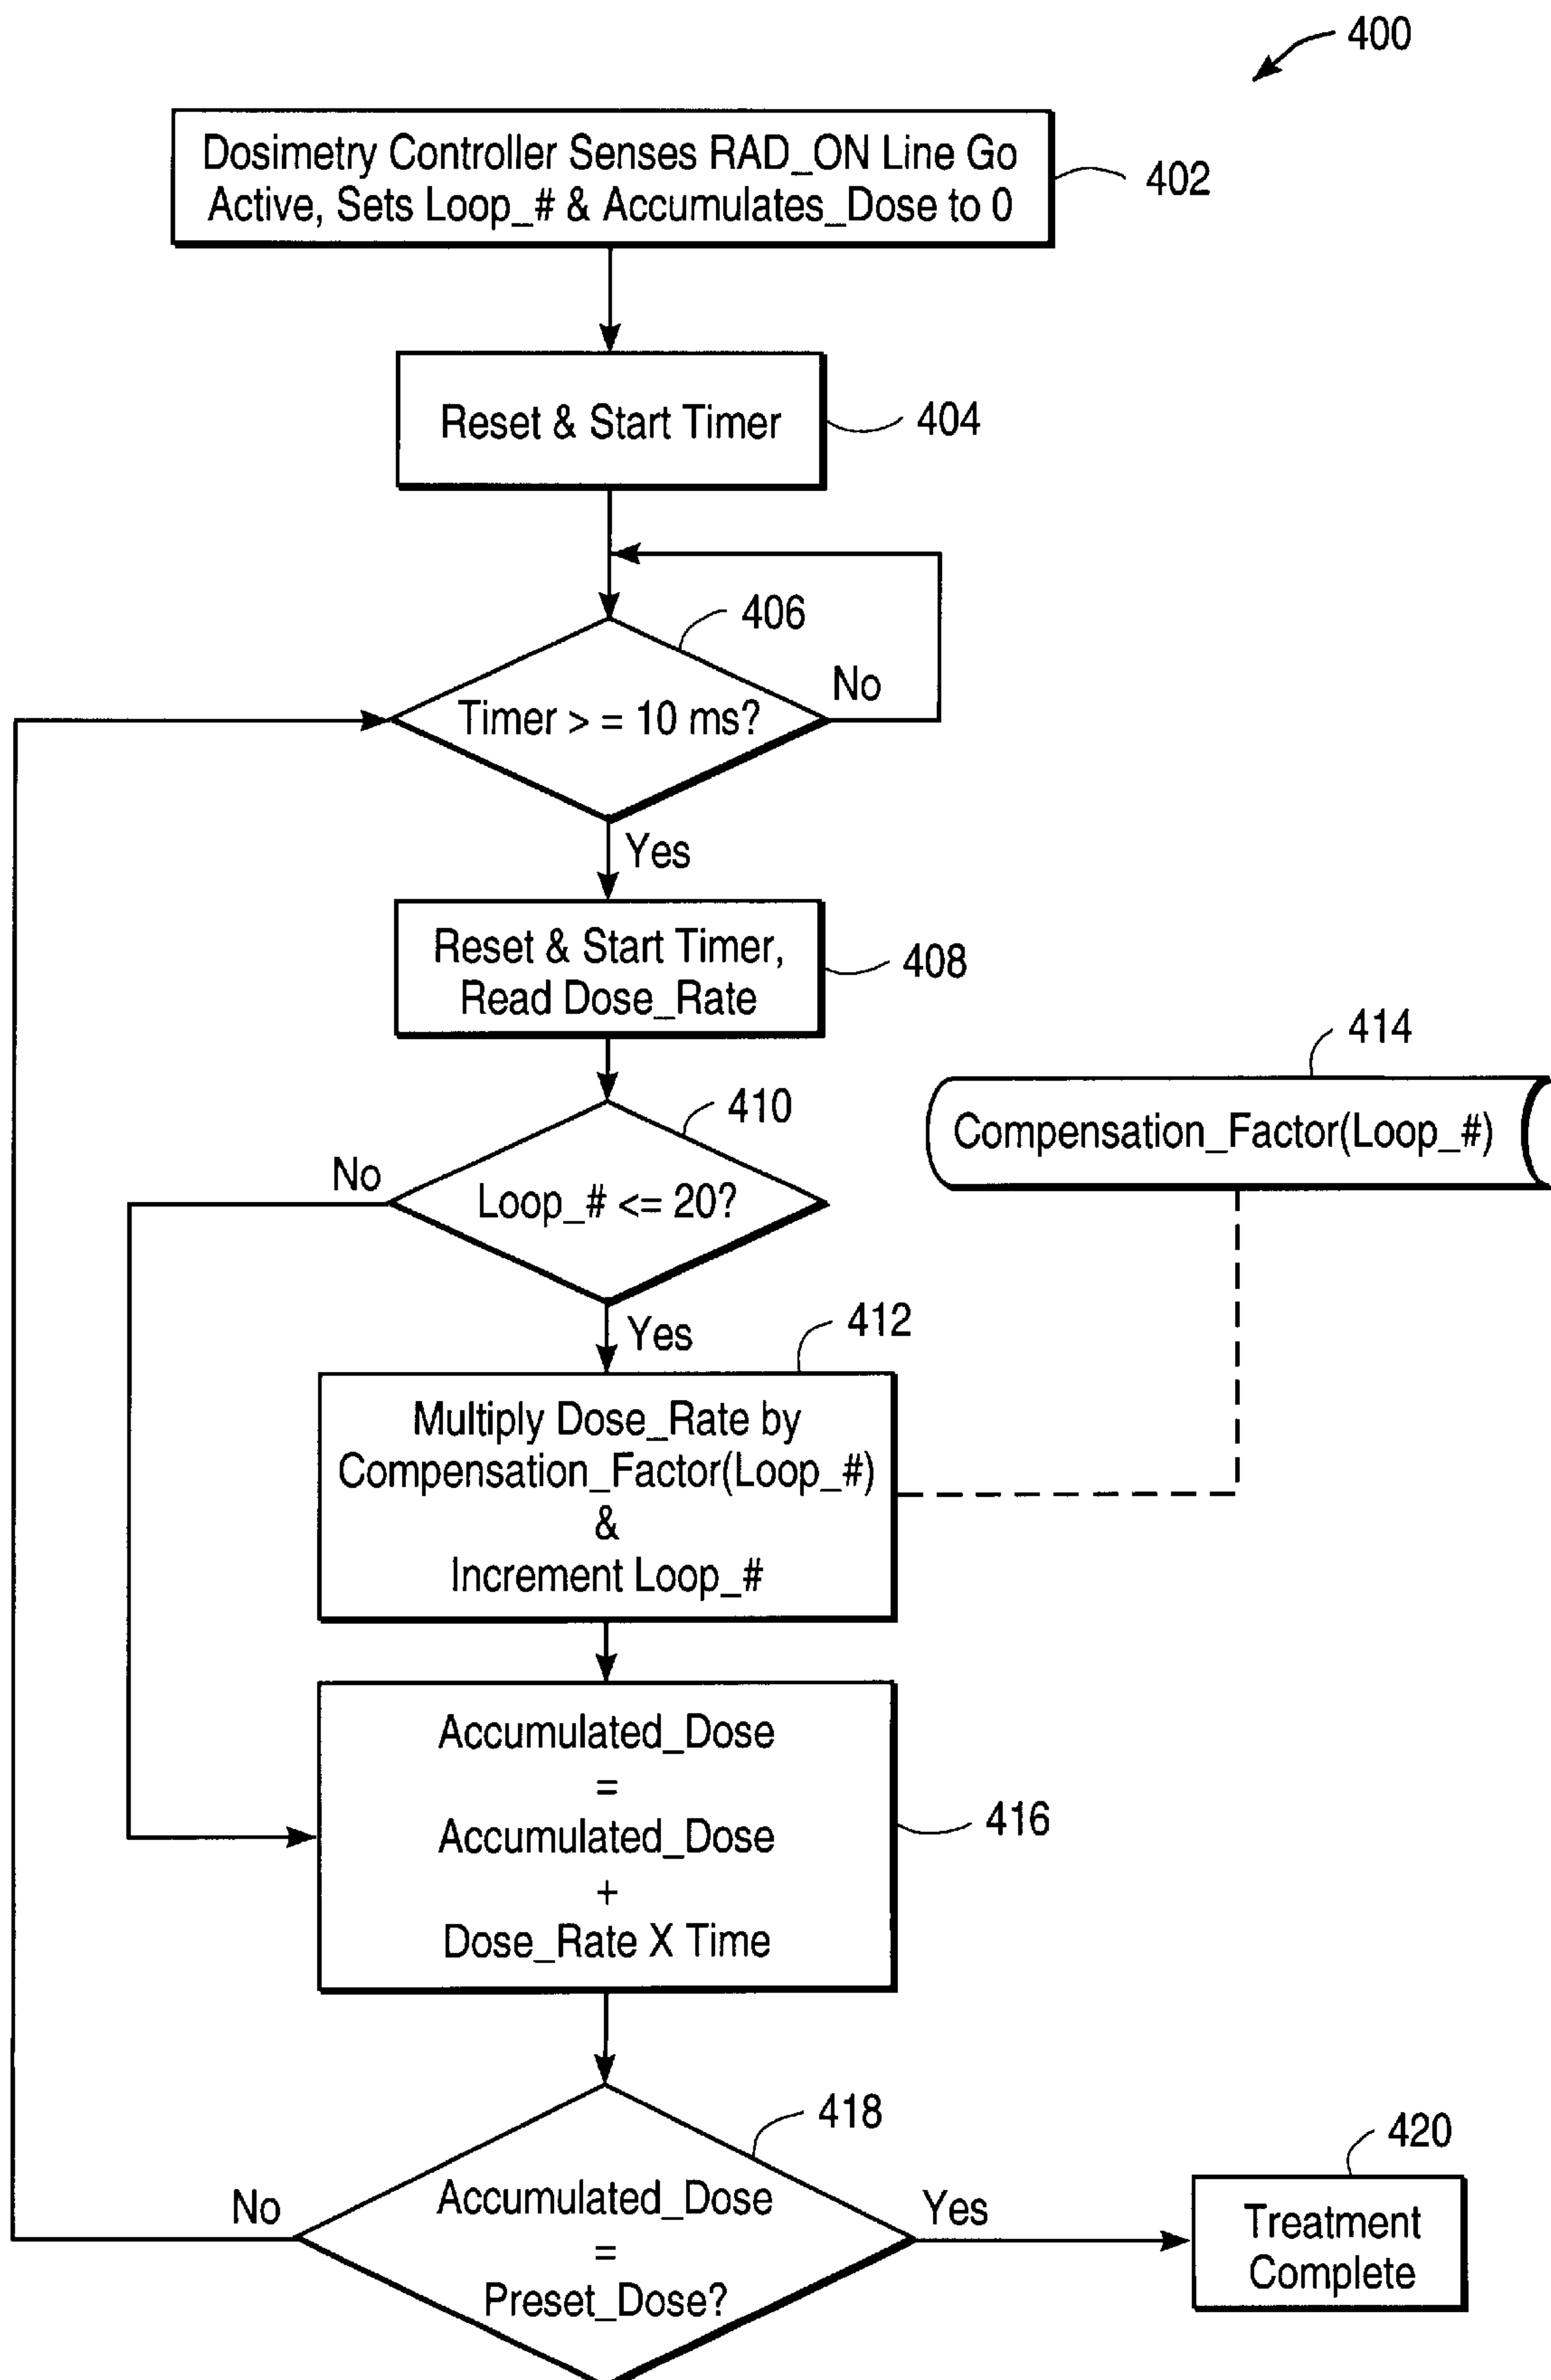 400
Dosimetry Controller Senses RAD_ON Line Go
Active, Sets Loop_# & Accumulates_Dose to 0
402
Reset & Start Timer
404
406
Timer > = 10 ms?
No
Yes
Reset & Start Timer,
Read Dose_Rate
408
410
Loop_# <= 20?
No
Yes
414
Compensation_Factor(Loop_#)
412
Multiply Dose_Rate by
Compensation_Factor(Loop_#)
&
Increment Loop_#
Accumulated_Dose
=
Accumulated_Dose
+
Dose_Rate X Time
416
418
Accumulated_Dose
=
Preset_Dose?
No
Yes
420
Treatment
Complete